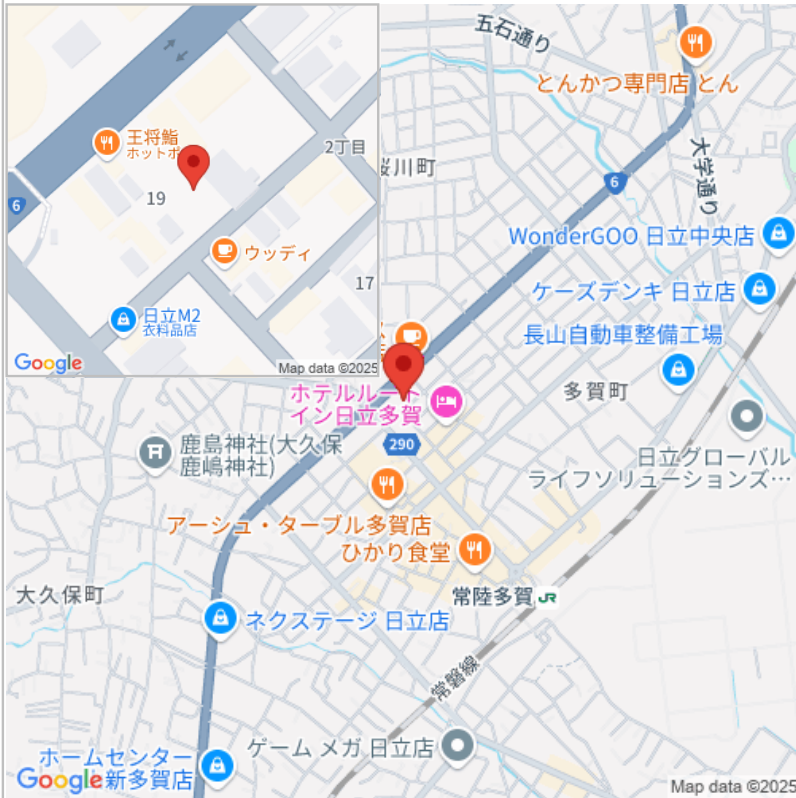 五石通り
とんかつ専門店 とん
大学通り
桜川町
6
WonderGOO 日立中央店
ケーズデンキ 日立店
長山自動車整備工場
多賀町
ホテルルート
イン日立多賀
290
鹿島神社(大久保
鹿嶋神社)
日立グローバル
ライフソリューションズ…
アーシュ・ターブル多賀店
ひかり食堂
常陸多賀
JR
大久保町
ネクステージ 日立店
常磐線
ゲーム メガ 日立店
ホームセンター
新多賀店
Google
Map data ©2025
王将鮨
ホットポ
2丁目
19
6
ウッディ
17
日立M2
衣料品店
Google
Map data ©2025